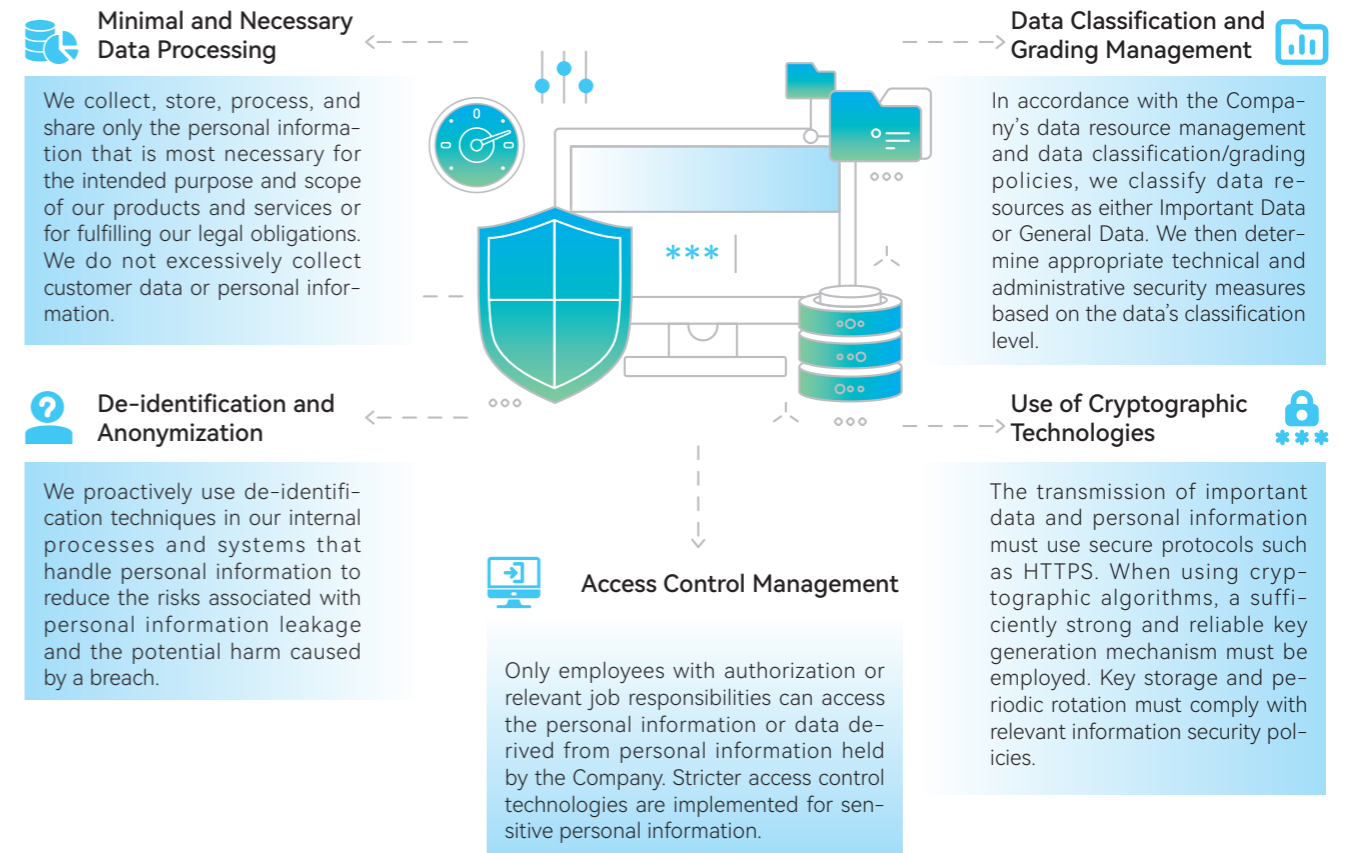 Minimal and Necessary
Data Processing
We collect, store, process, and
share only the personal informa-
tion that is most necessary for
the intended purpose and scope
of our products and services or
for fulfilling our legal obligations.
We do not excessively collect
customer data or personal infor-
mation.
Data Classification and
Grading Management
In accordance with the Compa-
ny's data resource management
and data classification/grading
policies, we classify data re-
sources as either Important Data
or General Data. We then deter-
mine appropriate technical and
administrative security measures
based on the data's classification
level.
0
***
De-identification and
Anonymization
We proactively use de-identifi-
cation techniques in our internal
processes and systems that
handle personal information to
reduce the risks associated with
personal information leakage
and the potential harm caused
by a breach.
Use of Cryptographic
Technologies
***
The transmission of important
data and personal information
must use secure protocols such
as HTTPS. When using cryp-
tographic algorithms, a suffi-
ciently strong and reliable key
generation mechanism must be
employed. Key storage and pe-
riodic rotation must comply with
relevant information security pol-
icies.
Access Control Management
Only employees with authorization or
relevant job responsibilities can access
the personal information or data de-
rived from personal information held
by the Company. Stricter access control
technologies are implemented for sen-
sitive personal information.